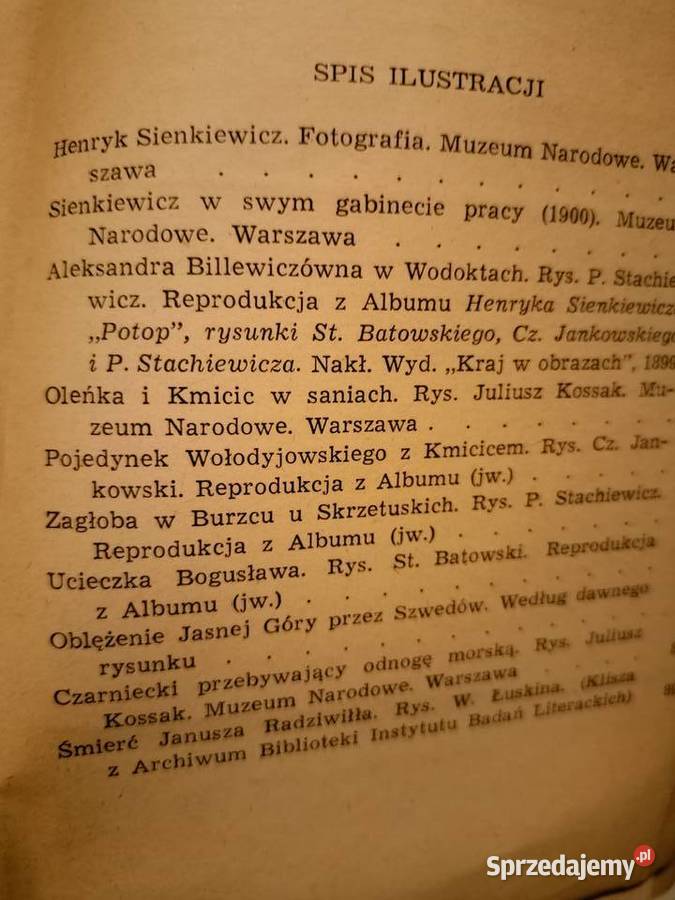 SPIS ILUSTRACJI
Henryk Sienkiewicz. Fotografia. Muzeum Narodowe. Wa
szawa . . . . . . . . . .
Sienkiewicz w swym gabinecie pracy (1900). Muzeu
Narodowe. Warszawa . . . . . . .
Aleksandra Billewiczówna w Wodoktach. Rys. P. Stachie
wicz. Reprodukcja z Albumu Henryka Sienkiewicz
„Potop”, rysunki St. Batowskiego, Cz. Jankowskiego
i P. Stachiewicza. Nakł. Wyd. „Kraj w obrazach”, 1899
Oleńka i Kmicic w saniach. Rys. Juliusz Kossak. Mu-
zeum Narodowe. Warszawa . . . . . .
Pojedynek Wołodyjowskiego z Kmicicem. Rys. Cz. Jan-
kowski. Reprodukcja z Albumu (jw.) . . . .
Zagłoba w Burzcu u Skrzetuskich. Rys. P. Stachiewicz.
Reprodukcja z Albumu (jw.) . . . . . .
Ucieczka Bogusława. Rys. St. Batowski. Reprodukcja
z Albumu (jw.) . . . . . . . . .
Oblężenie Jasnej Góry przez Szwedów. Według dawnego
rysunku . . . . . . . . . . .
Czarniecki przebywający odnogę morską. Rys. Juliusz
Kossak. Muzeum Narodowe. Warszawa . . . .
Śmierć Janusza Radziwiłła. Rys. W. Łuskina. (Klisza
z Archiwum Biblioteki Instytutu Badań Literackich)
Sprzedajemy.pl